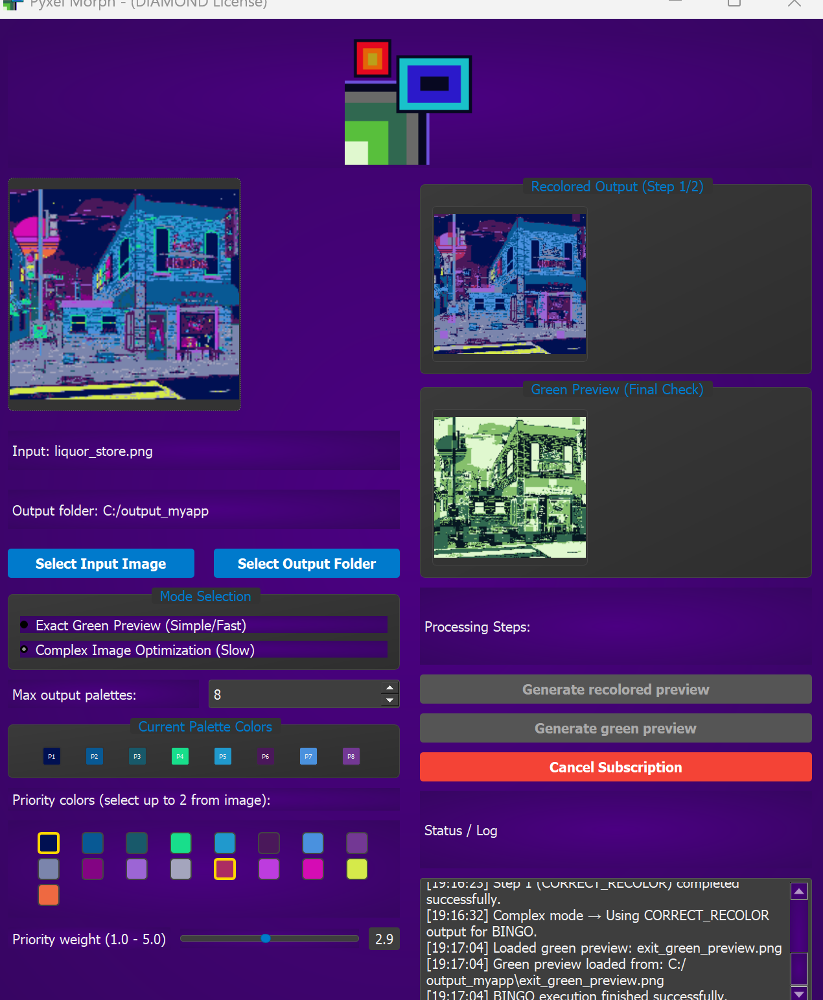 Pyxel Morph - (DIAMOND License)
Recolored Output (Step 1/2)
Green Preview (Final Check)
Input: liquor_store.png
Output folder: C:/output_myapp
Select Input Image
Select Output Folder
Mode Selection
Exact Green Preview (Simple/Fast)
Complex Image Optimization (Slow)
Max output palettes:
8
Current Palette Colors
P1
P2
P3
P4
P5
P6
P7
P8
Priority colors (select up to 2 from image):
Priority weight (1.0 - 5.0)
2.9
Processing Steps:
Generate recolored preview
Generate green preview
Cancel Subscription
Status / Log
[19:16:23] Step 1 (CORRECT_RECOLOR) completed
successfully.
[19:16:32] Complex mode → Using CORRECT_RECOLOR
output for BINGO.
[19:17:04] Loaded green preview: exit_green_preview.png
[19:17:04] Green preview loaded from: C:/
output_myapp\exit_green_preview.png
[19:17:04] BINGO execution finished successfully.